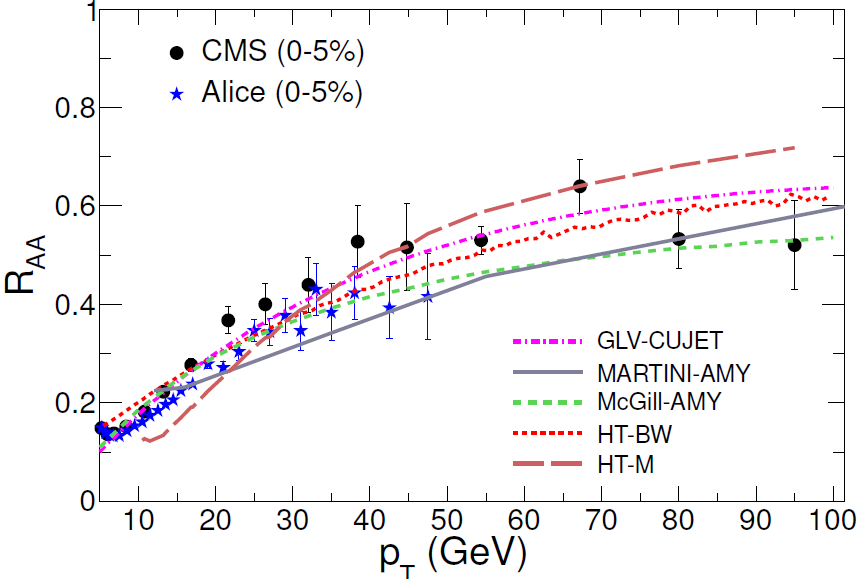 1
0.8
0.6
0.4
0.2
0
R_AA
CMS (0-5%)
Alice (0-5%)
GLV-CUJET
MARTINI-AMY
McGill-AMY
HT-BW
HT-M
10 20 30 40 50 60 70 80 90 100
p_T (GeV)